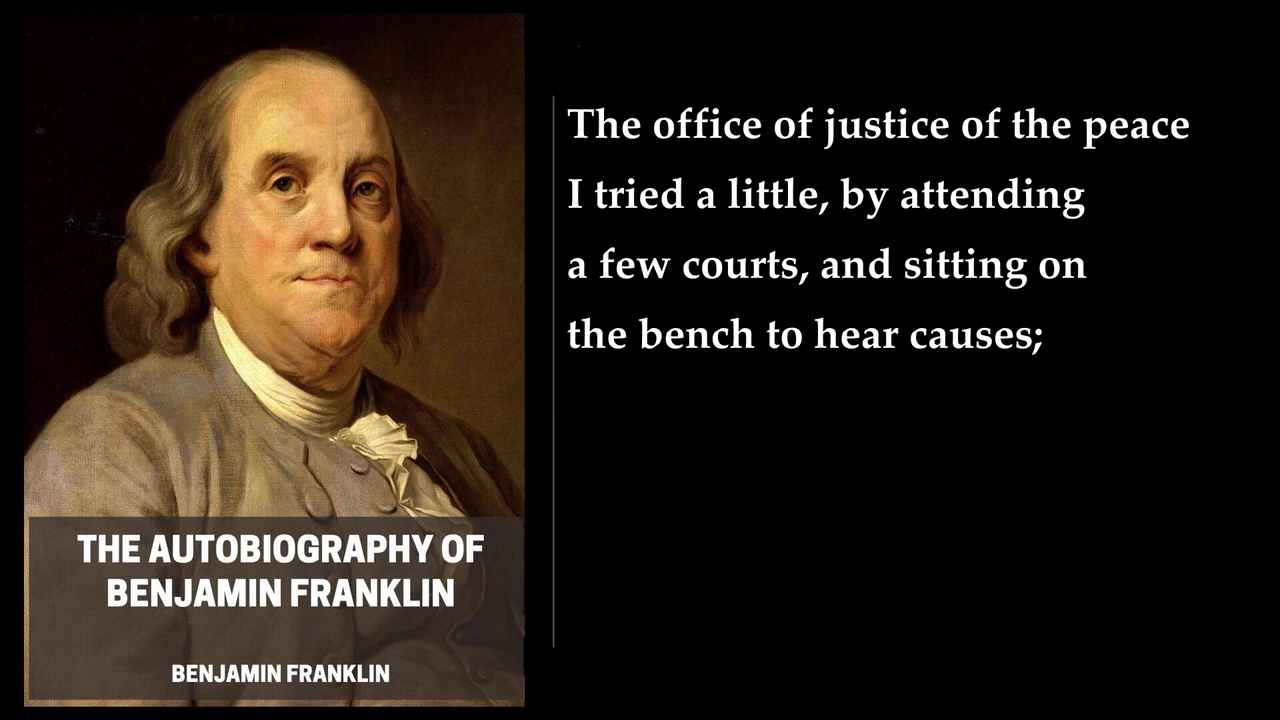 THE AUTOBIOGRAPHY OF
BENJAMIN FRANKLIN
BENJAMIN FRANKLIN
The office of justice of the peace
I tried a little, by attending
a few courts, and sitting on
the bench to hear causes;